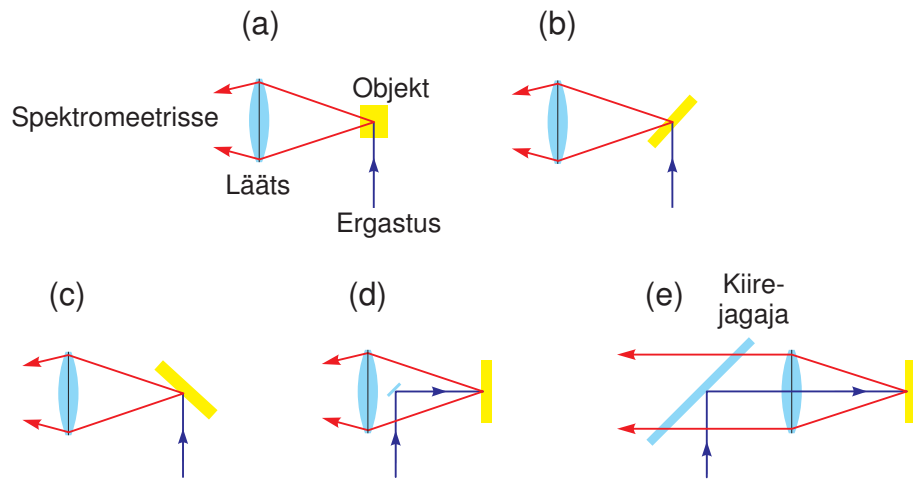 (a)
(b)
Objekt
Spektromeetrisse
Lääts
Ergastus
(c)
(d)
(e)
Kiire-
jagaja